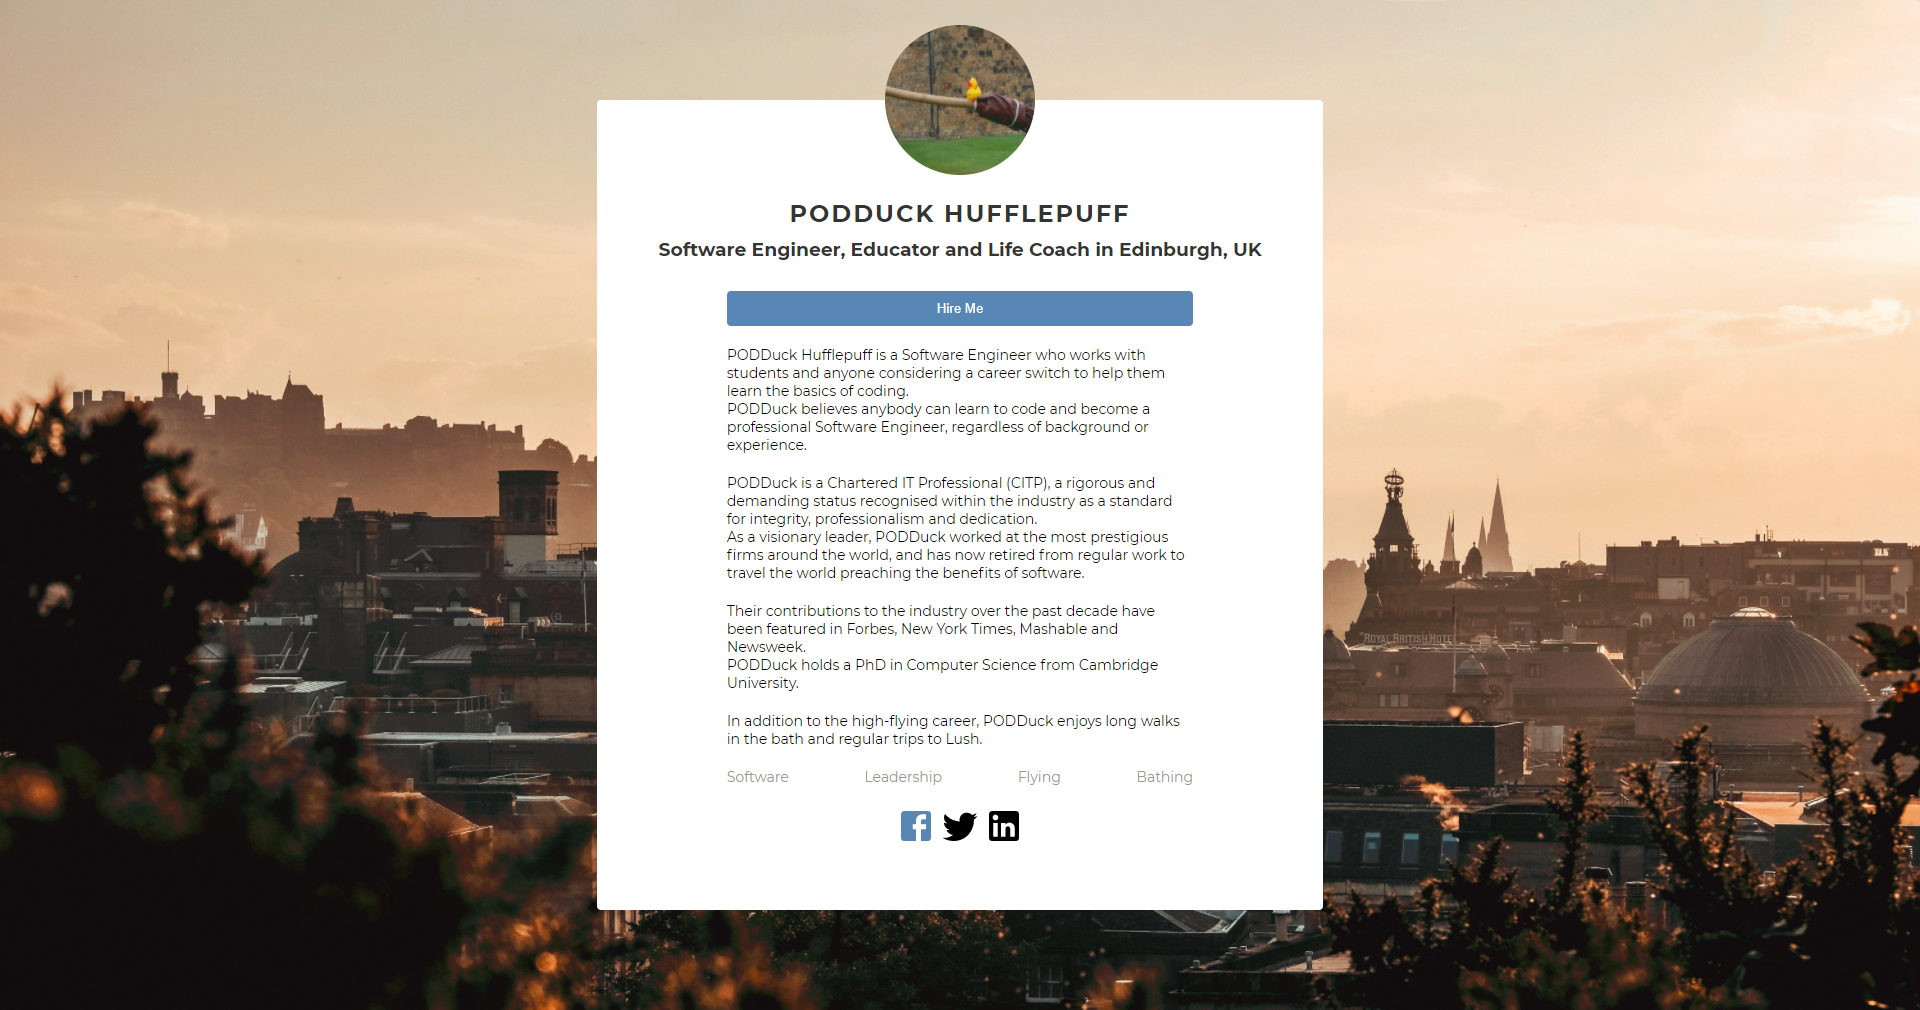 PODDUCK HUFFLEPUFF
Software Engineer, Educator and Life Coach in Edinburgh, UK
Hire Me
PODDuck Hufflepuff is a Software Engineer who works with
students and anyone considering a career switch to help them
learn the basics of coding.
PODDuck believes anybody can learn to code and become a
professional Software Engineer, regardless of background or
experience.
PODDuck is a Chartered IT Professional (CITP), a rigorous and
demanding status recognised within the industry as a standard
for integrity, professionalism and dedication.
As a visionary leader, PODDuck worked at the most prestigious
firms around the world, and has now retired from regular work to
travel the world preaching the benefits of software.
Their contributions to the industry over the past decade have
been featured in Forbes, New York Times, Mashable and
Newsweek.
PODDuck holds a PhD in Computer Science from Cambridge
University.
In addition to the high-flying career, PODDuck enjoys long walks
in the bath and regular trips to Lush.
Software Leadership Flying Bathing
ROYAL BRITISH HOTEL